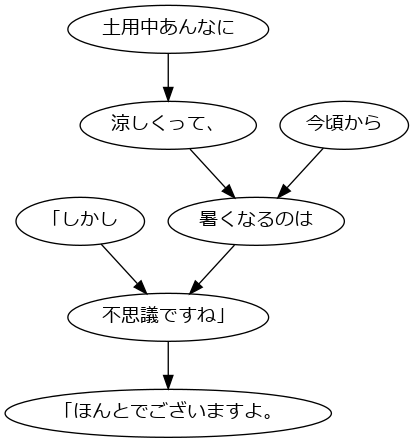 土用中あんなに
涼しくって、
今頃から
「しかし
暑くなるのは
不思議ですね」
「ほんとでございますよ。